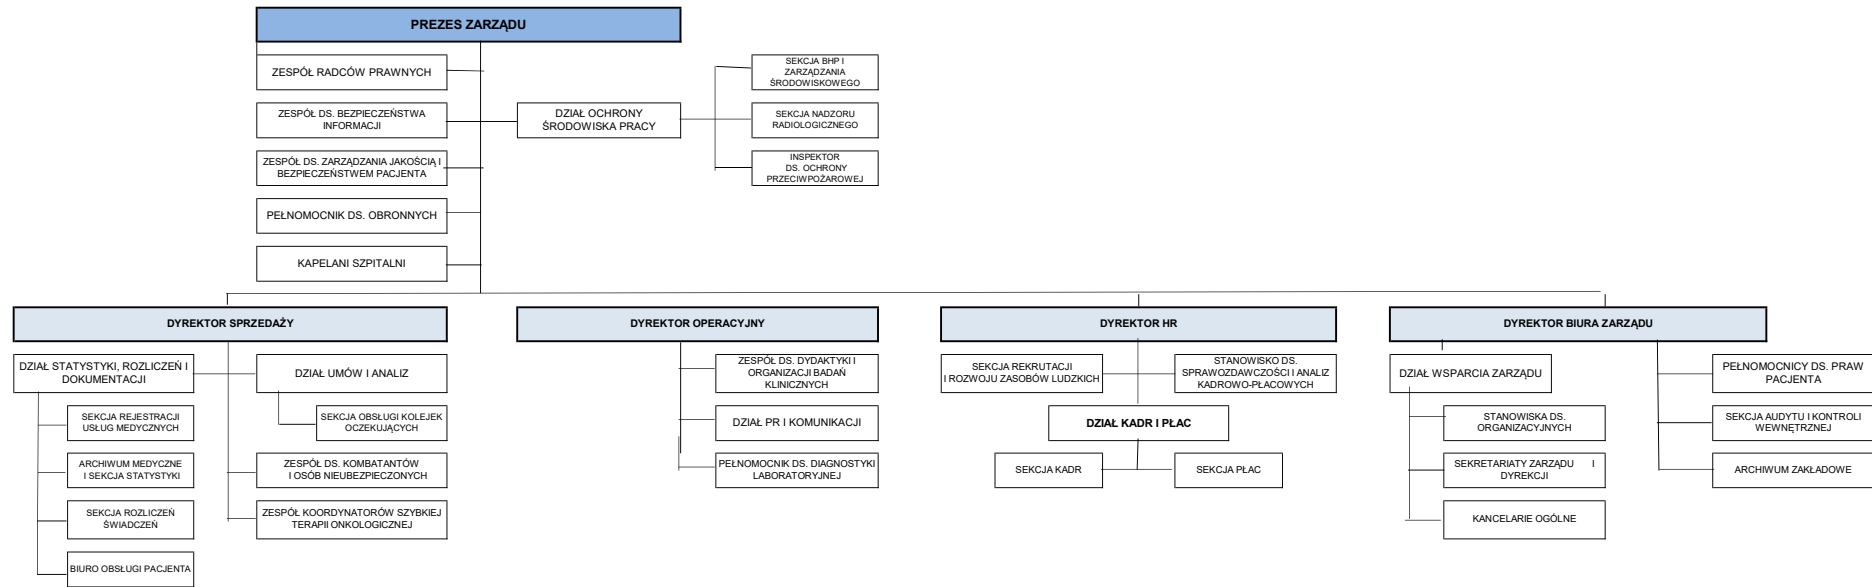 PREZES ZARZĄDU
ZESPÓŁ RADCÓW PRAWNYCH
SEKCJA BHP I
ZARZĄDZANIA
ŚRODOWISKOWEGO
ZESPÓŁ DS. BEZPIECZEŃSTWA
INFORMACJI
DZIAŁ OCHRONY
ŚRODOWISKA PRACY
SEKCJA NADZORU
RADIOLOGICZNEGO
ZESPÓŁ DS. ZARZĄDZANIA JAKOŚCIĄ I
BEZPIECZEŃSTWEM PACJENTA
INSPEKTOR
DS. OCHRONY
PRZECIWPOŻAROWEJ
PEŁNOMOCNIK DS. OBRONNYCH
KAPELANI SZPITALNI
DYREKTOR SPRZEDAŻY
DYREKTOR OPERACYJNY
DYREKTOR HR
DYREKTOR BIURA ZARZĄDU
DZIAŁ STATYSTYKI, ROZLICZEŃ I
DOKUMENTACJI
DZIAŁ UMÓW I ANALIZ
ZESPÓŁ DS. DYDAKTYKI I
ORGANIZACJI BADAŃ
KLINICZNYCH
SEKCJA REKRUTACJI
I ROZWOJU ZASOBÓW LUDZKICH
STANOWISKO DS.
SPRAWOZDAWCZOŚCI I ANALIZ
KADROWO-PŁACOWYCH
DZIAŁ WSPARCIA ZARZĄDU
PEŁNOMOCNICY DS. PRAW
PACJENTA
SEKCJA REJESTRACJI
USŁUG MEDYCZNYCH
SEKCJA OBSŁUGI KOLEJEK
OCZEKUJĄCYCH
DZIAŁ PR I KOMUNIKACJI
DZIAŁ KADR I PŁAC
STANOWISKA DS.
ORGANIZACYJNYCH
SEKCJA AUDYTU I KONTROLI
WEWNĘTRZNEJ
ARCHIWUM MEDYCZNE
I SEKCJA STATYSTYKI
ZESPÓŁ DS. KOMBATANTÓW
I OSÓB NIEUBEZPIECZONYCH
PEŁNOMOCNIK DS. DIAGNOSTYKI
LABORATORYJNEJ
SEKCJA KADR
SEKCJA PŁAC
SEKRETARIATY ZARZĄDU I
DYREKCJI
ARCHIWUM ZAKŁADOWE
SEKCJA ROZLICZEŃ
ŚWIADCZEŃ
ZESPÓŁ KOORDYNATORÓW SZYBKIEJ
TERAPII ONKOLOGICZNEJ
KANCELARIE OGÓLNE
BIURO OBSŁUGI PACJENTA